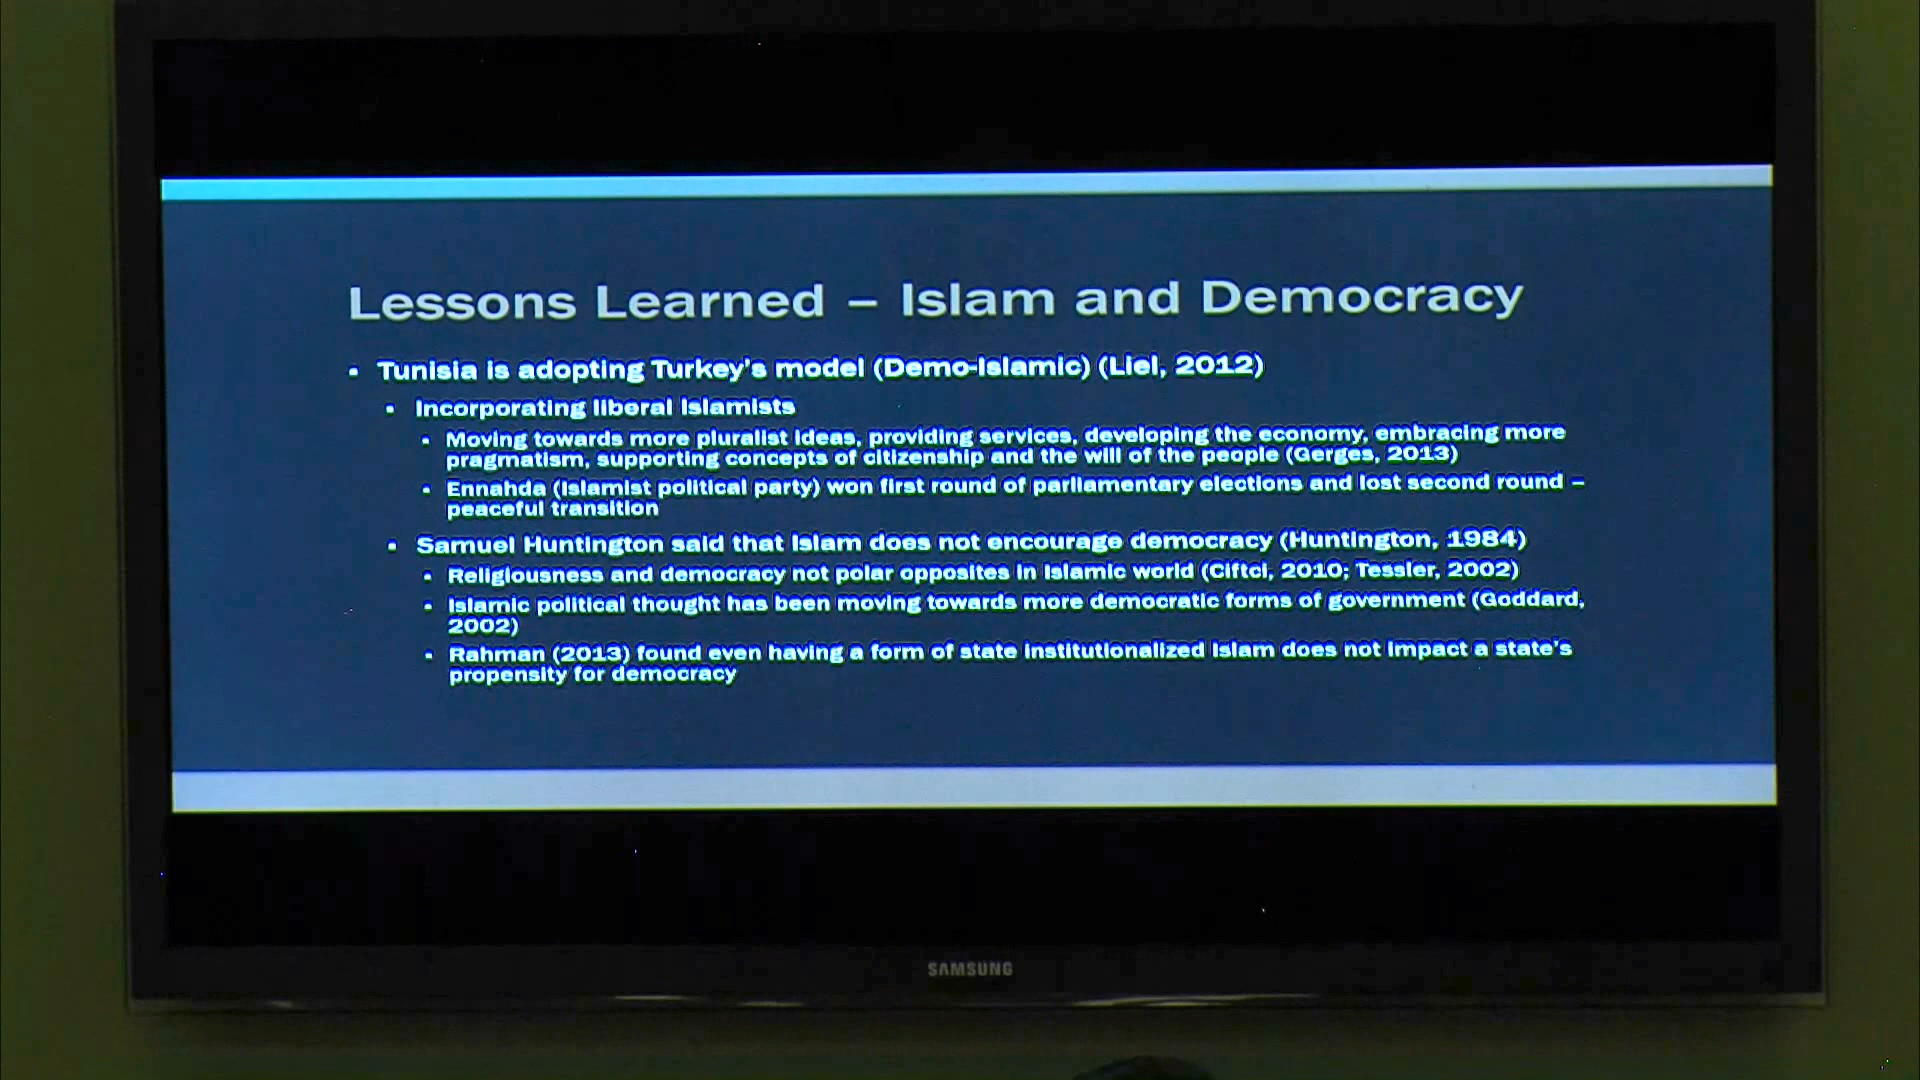 Lessons Learned – Islam and Democracy
▪ Tunisia is adopting Turkey's model (Demo-Islamic) (Liel, 2012)
▪ Incorporating liberal Islamists
▪ Moving towards more pluralist ideas, providing services, developing the economy, embracing more
pragmatism, supporting concepts of citizenship and the will of the people (Gerges, 2013)
▪ Ennahda (Islamist political party) won first round of parliamentary elections and lost second round –
peaceful transition
▪ Samuel Huntington said that Islam does not encourage democracy (Huntington, 1984)
▪ Religiousness and democracy not polar opposites in Islamic world (Ciftci, 2010; Tessler, 2002)
▪ Islamic political thought has been moving towards more democratic forms of government (Goddard,
2002)
▪ Rahman (2013) found even having a form of state institutionalized Islam does not impact a state's
propensity for democracy
SAMSUNG